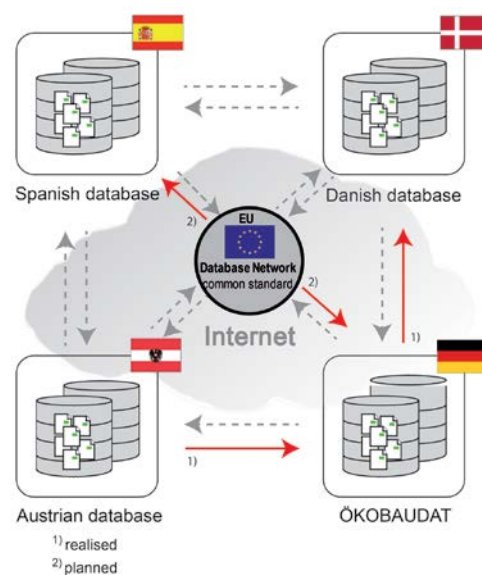 Spanish database
Danish database
2)
EU
Database Network
common standard
2)
Internet
1)
1)
Austrian database
ÖKOBAUDAT
1) realised
2) planned